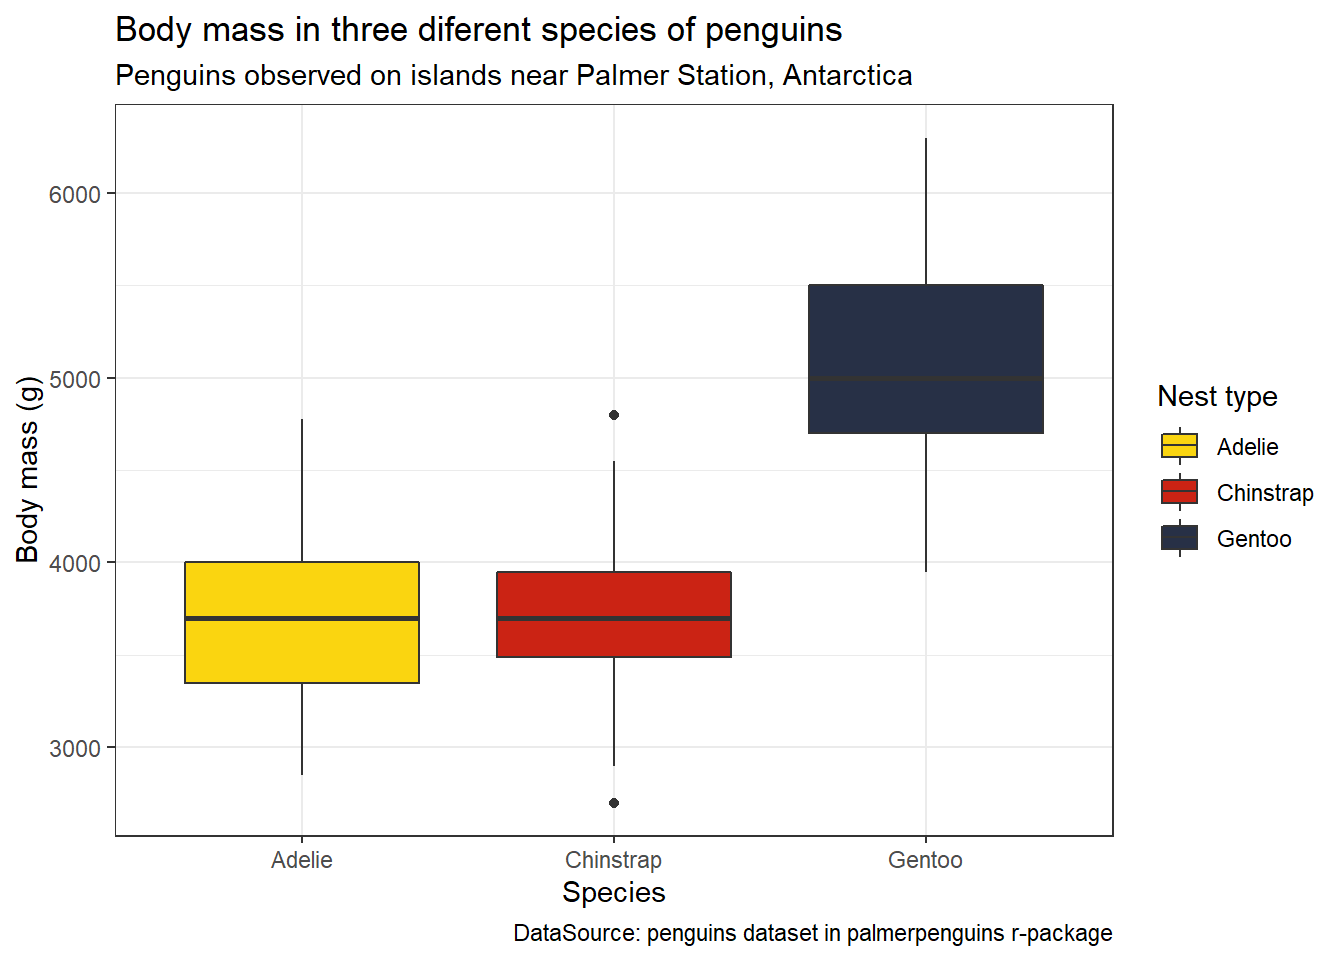 Body mass in three diferent species of penguins
Penguins observed on islands near Palmer Station, Antarctica
Body mass (g)
6000
5000
4000
3000
Adelie
Chinstrap
Gentoo
Species
Nest type
Adelie
Chinstrap
Gentoo
DataSource: penguins dataset in palmerpenguins r-package